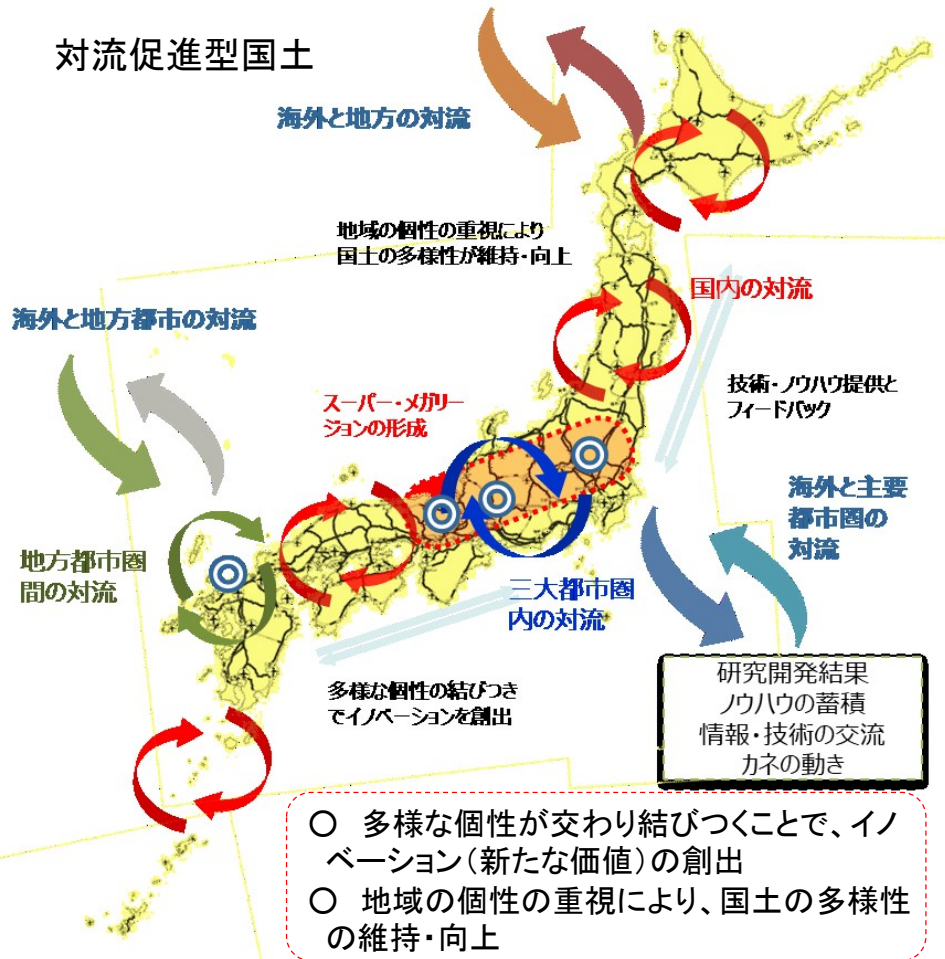 対流促進型国土
海外と地方の対流
地域の個性の重視により
国土の多様性が維持・向上
国内の対流
海外と地方都市の対流
技術・ノウハウ提供と
フィードバック
スーパー・メガリー
ジョンの形成
海外と主要
都市圏の
対流
地方都市圏
間の対流
三大都市圏
内の対流
多様な個性の結びつき
でイノベーションを創出
研究開発結果
ノウハウの蓄積
情報・技術の交流
カネの動き
○ 多様な個性が交わり結びつくことで、イノ
ベーション(新たな価値)の創出
○ 地域の個性の重視により、国土の多様性
の維持・向上